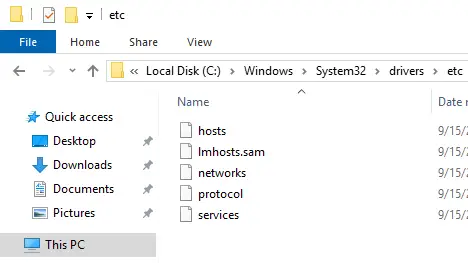 etc
File Home Share View
« Local Disk (C:) > Windows > System32 > drivers > etc
Name Date
Quick access
Desktop
Downloads
Documents
Pictures
This PC
hosts 9/15/2
lmhosts.sam 9/15/2
networks 9/15/2
protocol 9/15/2
services 9/15/2